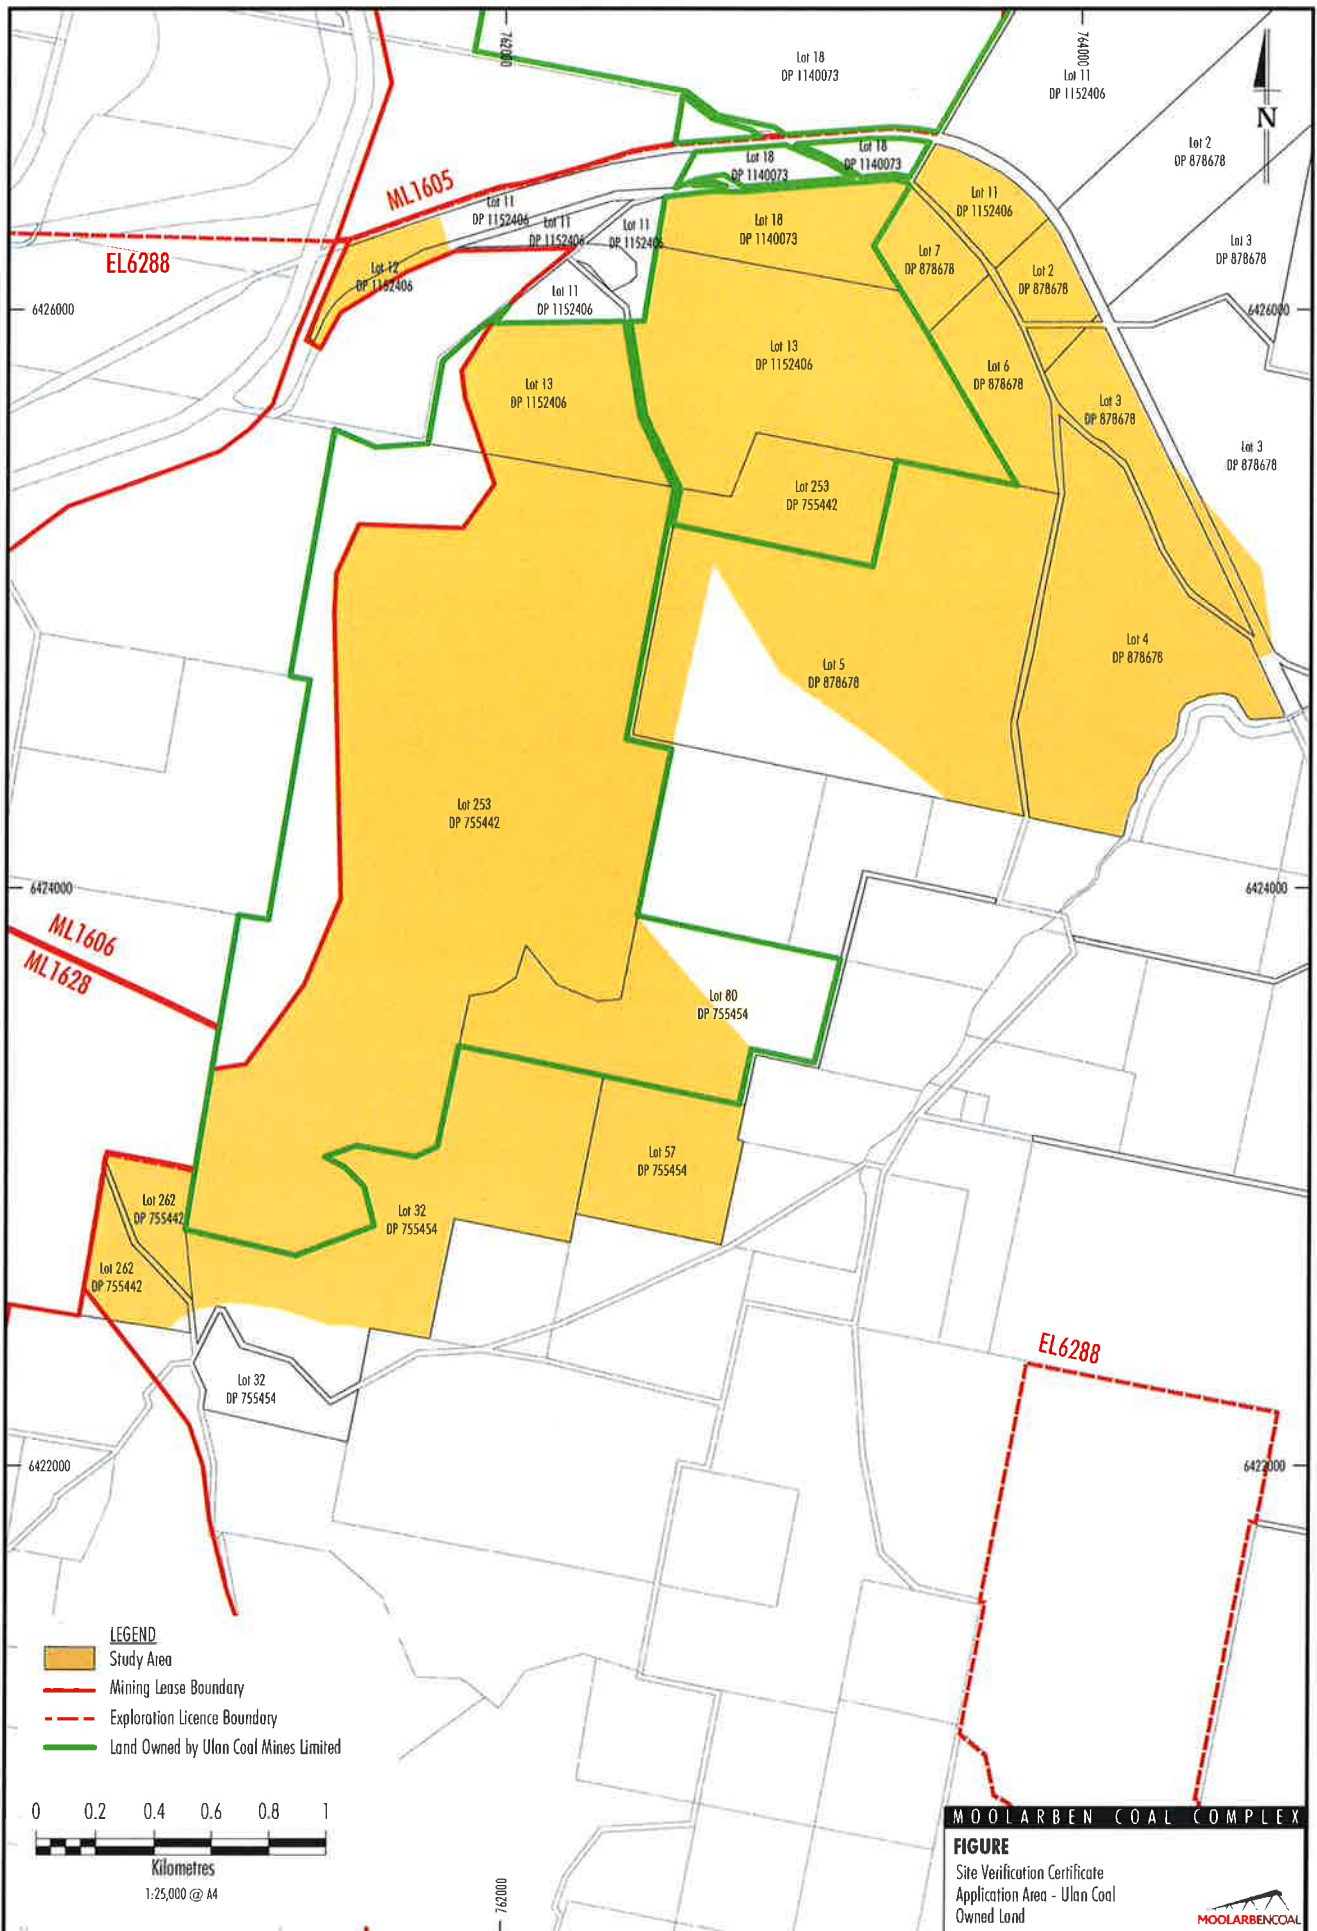 762000
764000
Lot 18
DP 1140073
Lot 11
DP 1152406
N
Lot 2
DP 878678
Lot 18
DP 1140073
Lot 18
DP 1140073
ML1605
Lot 11
DP 1152406
Lot 11
DP 1152406
Lot 11
DP 1152406
Lot 11
DP 1152406
Lot 18
DP 1140073
Lot 7
DP 878678
Lot 2
DP 878678
Lot 3
DP 878678
EL6288
Lot 12
DP 1152406
Lot 11
DP 1152406
6426000
6426000
Lot 13
DP 1152406
Lot 13
DP 1152406
Lot 6
DP 878678
Lot 3
DP 878678
Lot 3
DP 878678
Lot 253
DP 755442
Lot 5
DP 878678
Lot 4
DP 878678
Lot 253
DP 755442
6424000
6424000
ML1606
ML1628
Lot 80
DP 755454
Lot 57
DP 755454
Lot 262
DP 755442
Lot 32
DP 755454
Lot 262
DP 755442
EL6288
Lot 32
DP 755454
6422000
6422000
LEGEND
Study Area
Mining Lease Boundary
Exploration Licence Boundary
Land Owned by Ulan Coal Mines Limited
0 0.2 0.4 0.6 0.8 1
Kilometres
1:25,000 @ A4
762000
MOOLARBEN COAL COMPLEX
FIGURE
Site Verification Certificate
Application Area - Ulan Coal
Owned Land
MOOLARBENCOAL